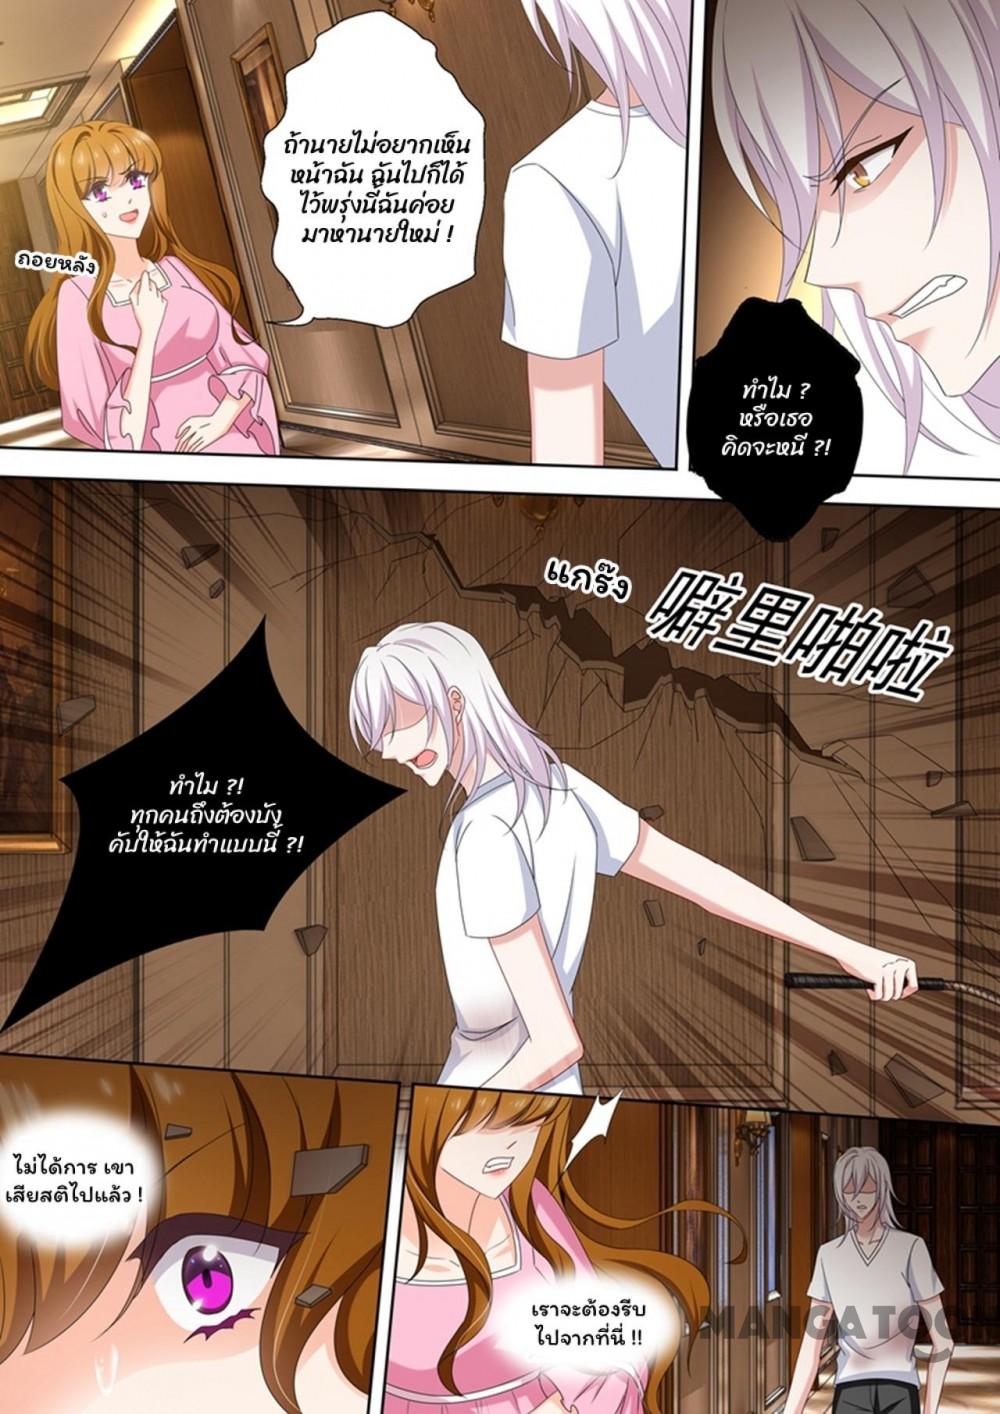 ถ้านายไม่อยากเห็น
หน้าฉัน ฉันไปก็ได้
ไว้พรุ่งนี้ฉันค่อย
มาหานายใหม่ !
ถอยหลัง
ทำไม ?
หรือเธอ
คิดจะหนี ?!
แกร๊ง
噼里啪啦
ทำไม ?!
ทุกคนถึงต้องบัง
คับให้ฉันทำแบบนี้ ?!
ไม่ได้การ เขา
เสียสติไปแล้ว !
เราจะต้องรีบ
ไปจากที่นี่ !!
MANGATOON